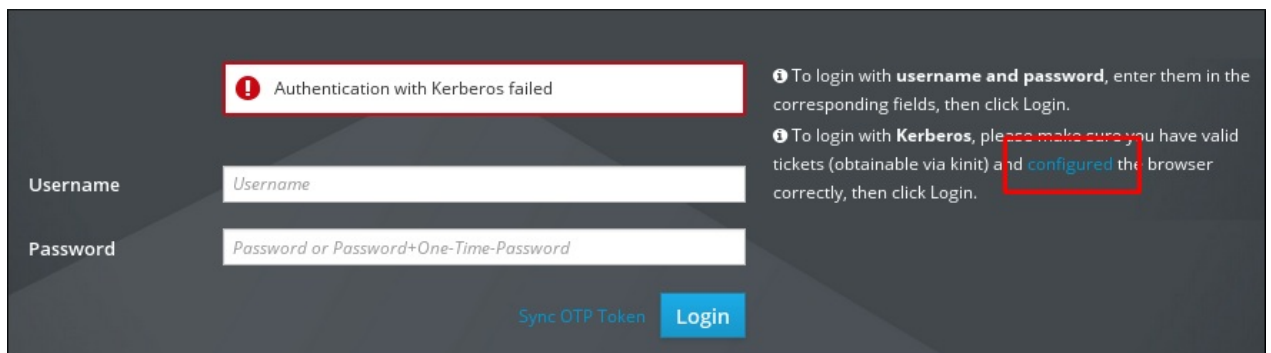 Authentication with Kerberos failed
Username
Username
Password
Password or Password+One-Time-Password
Sync OTP Token
Login
To login with username and password, enter them in the
corresponding fields, then click Login.
To login with Kerberos, please make sure you have valid
tickets (obtainable via kinit) and configured the browser
correctly, then click Login.